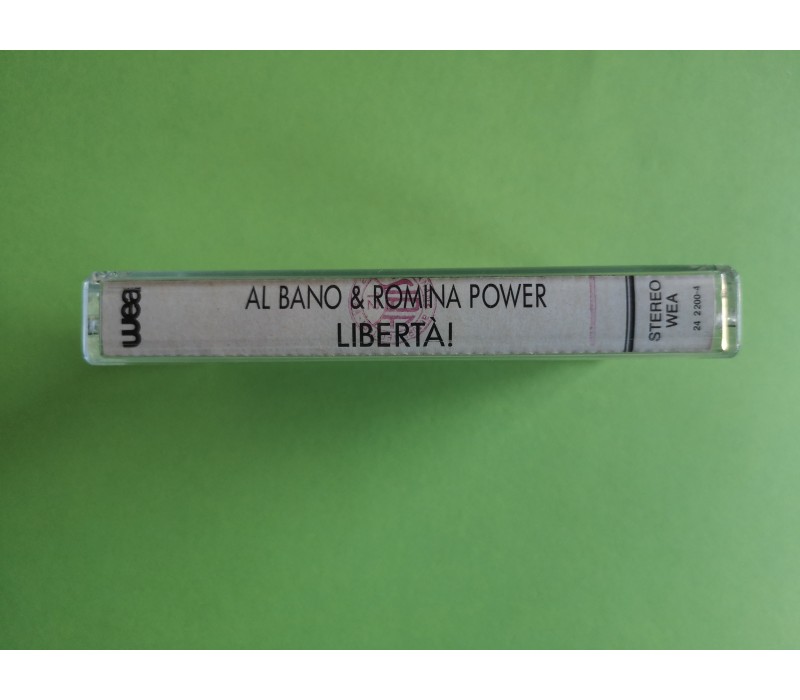 wea
AL BANO & ROMINA POWER
LIBERTÀ!
STEREO
WEA
24 2200-4